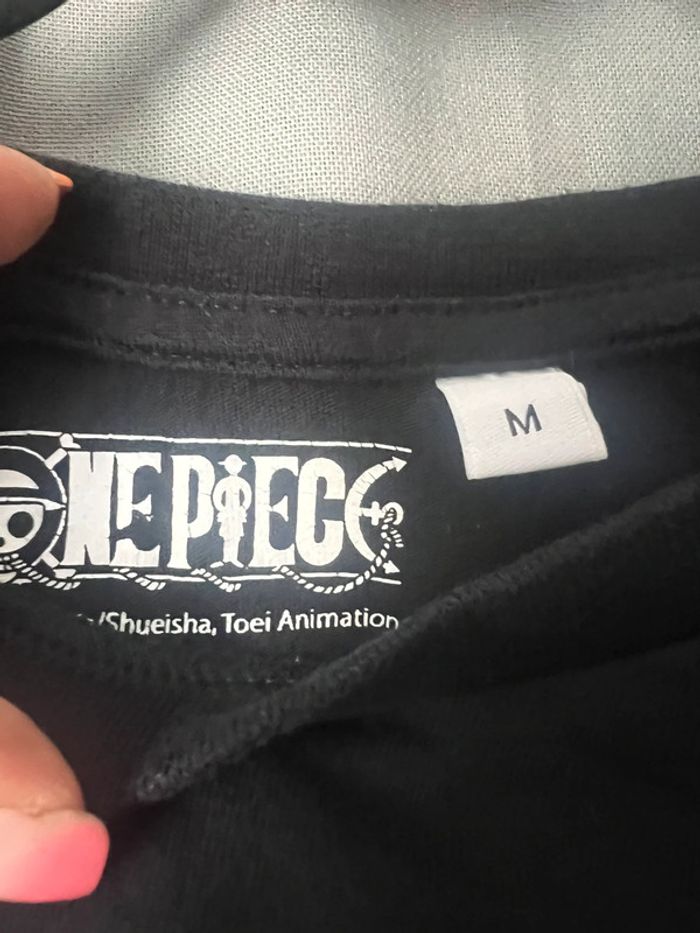 M
ONE PIECE
/Shueisha, Toei Animation